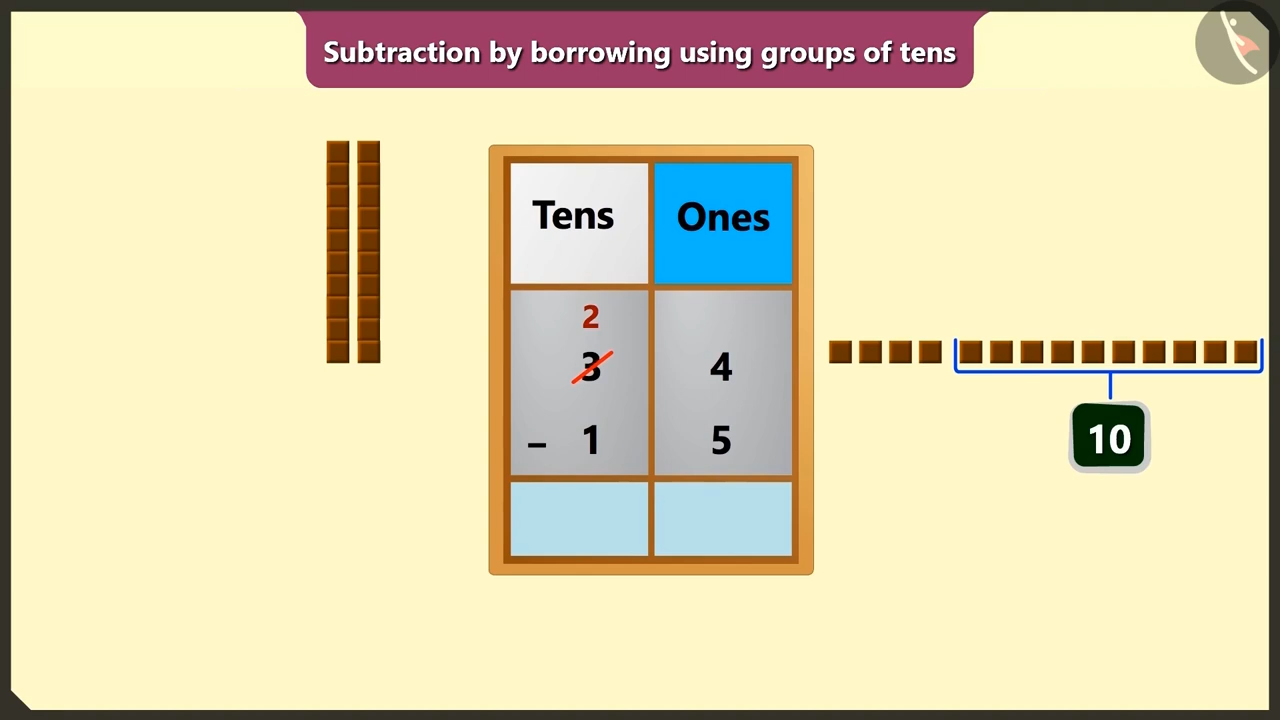 Subtraction by borrowing using groups of tens
Tens Ones
2
3 4
– 1 5
10